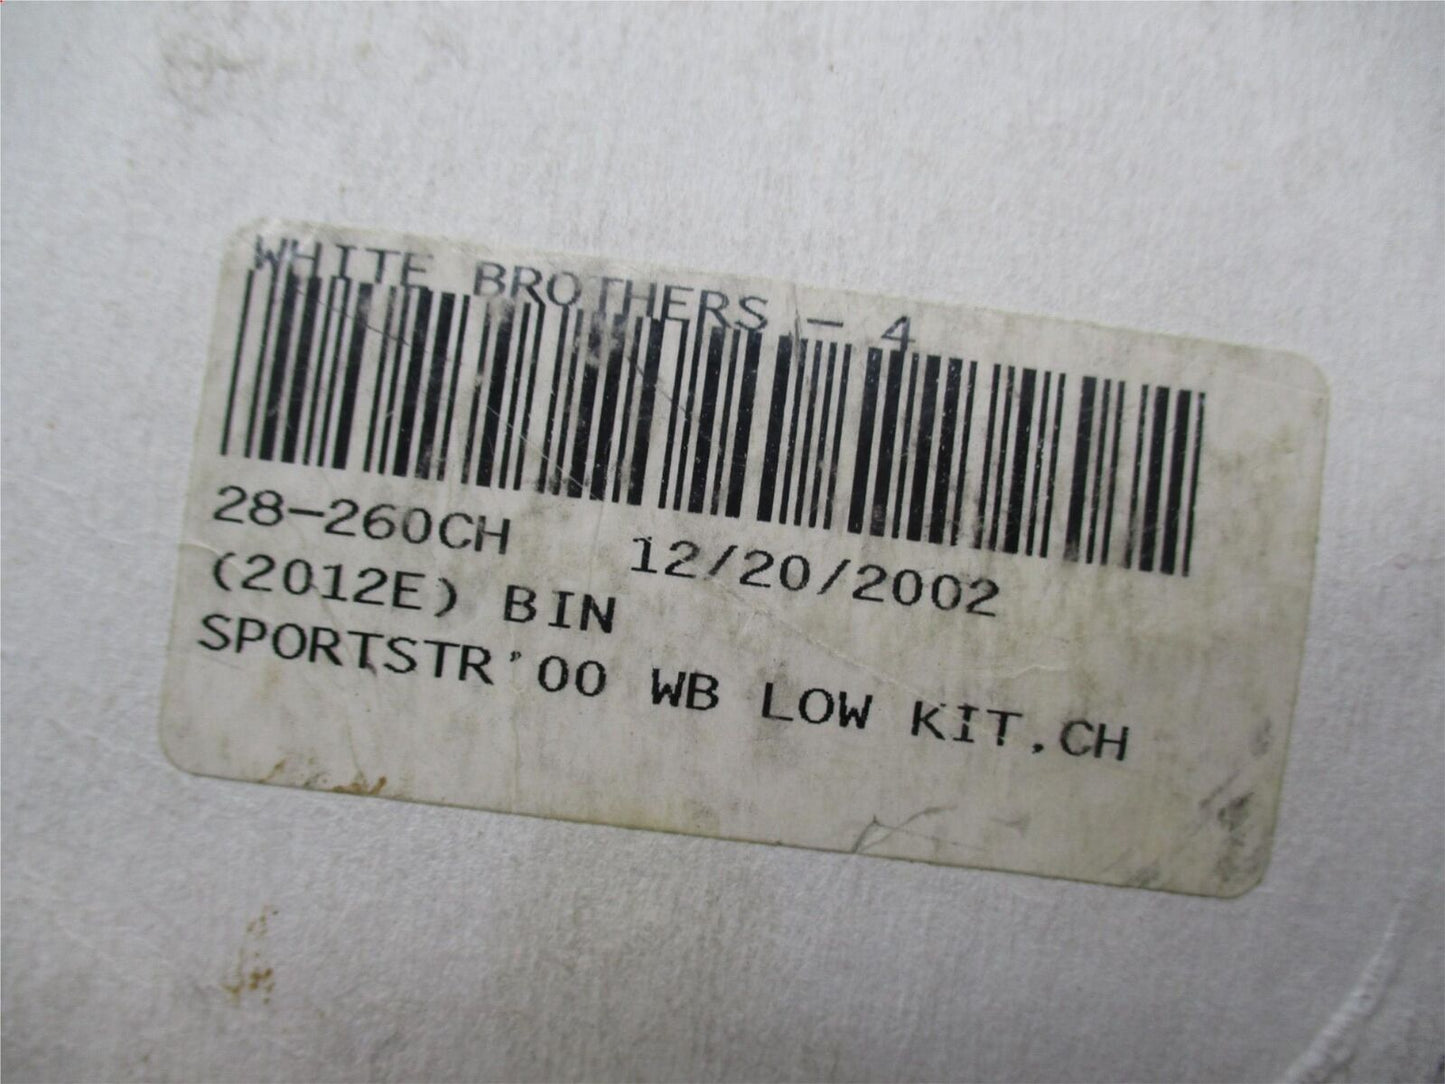 WHITE BROTHERS - 4
28-260CH 12/20/2002
(2012E) BIN
SPORTSTR'00 WB LOW KIT,CH